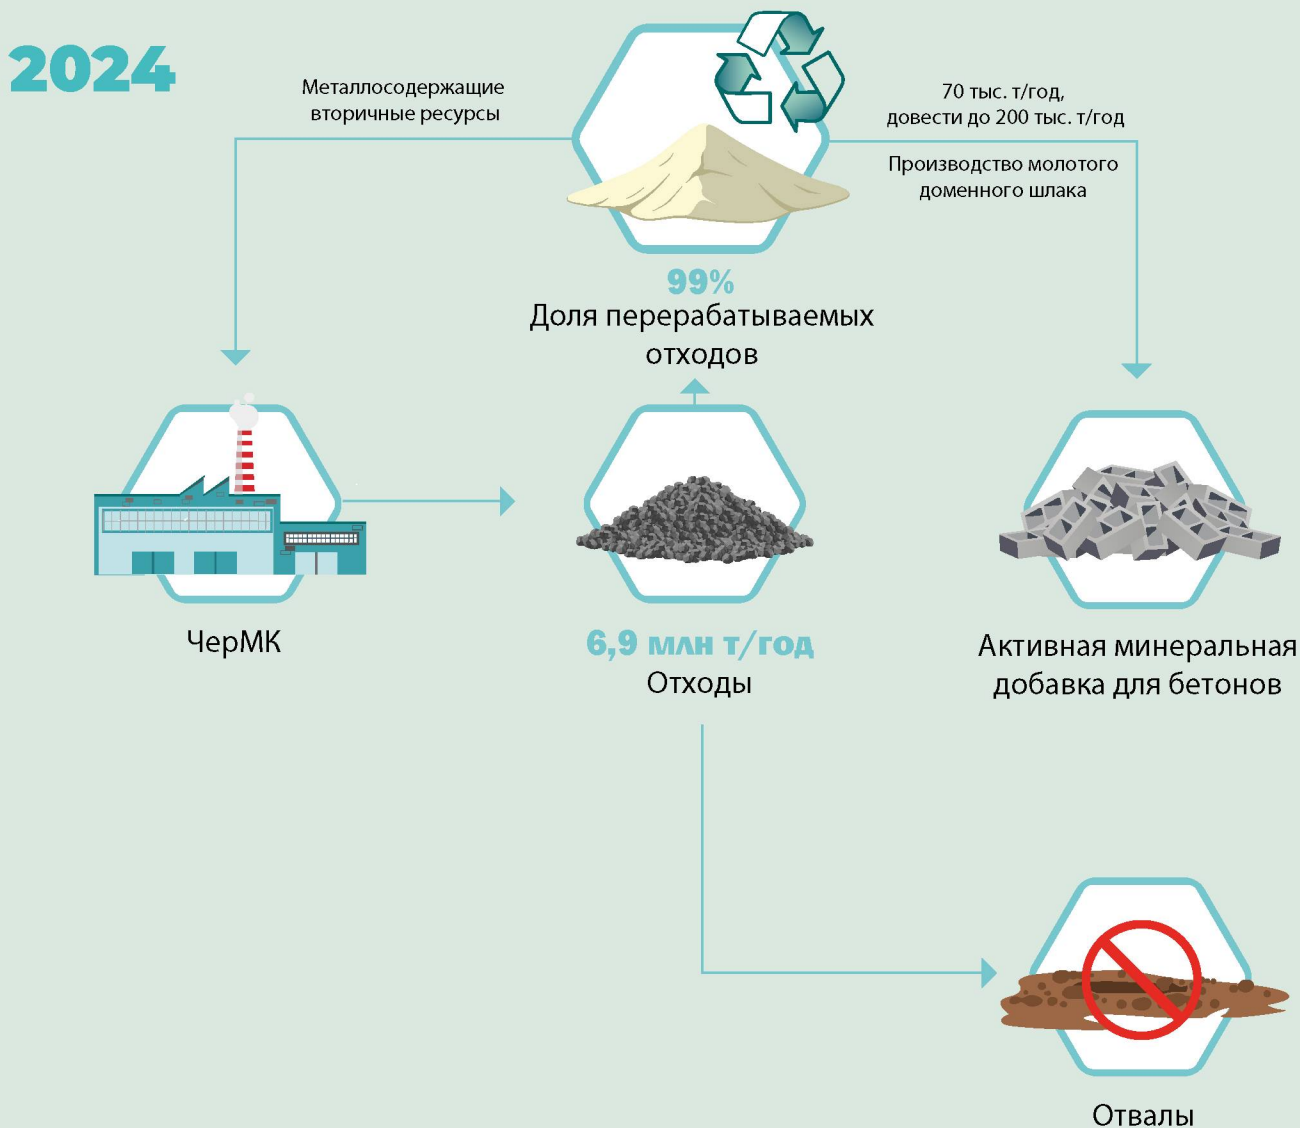 2024
Металлосодержащие
вторичные ресурсы
70 тыс. т/год,
довести до 200 тыс. т/год
Производство молотого
доменного шлака
99%
Доля перерабатываемых
отходов
ЧерМК
6,9 млн т/год
Отходы
Активная минеральная
добавка для бетонов
Отвалы